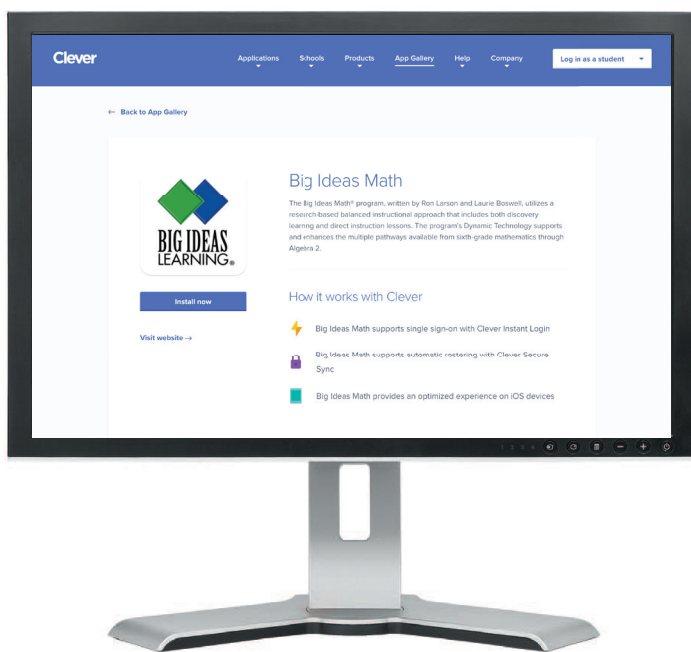 Clever
Applications Schools Products App Gallery Help Company Log in as a student
← Back to App Gallery
BIG IDEAS
LEARNING®
Install now
Visit website →
Big Ideas Math
The Big Ideas Math® program, written by Ron Larson and Laurie Boswell, utilizes a
research-based balanced instructional approach that includes both discovery
learning and direct instruction lessons. The program's Dynamic Technology supports
and enhances the multiple pathways available from sixth-grade mathematics through
Algebra 2.
How it works with Clever
Big Ideas Math supports single sign-on with Clever Instant Login
Big Ideas Math supports automatic rostering with Clever Secure
Sync
Big Ideas Math provides an optimized experience on iOS devices
1 2 3 4